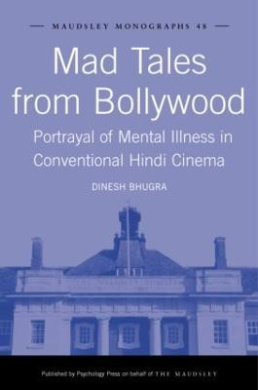 MAUDSLEY MONOGRAPHS 48
Mad Tales
from Bollywood
Portrayal of Mental Illness in
Conventional Hindi Cinema
DINESH BHUGRA
Published by Psychology Press on behalf of THE MAUDSLEY